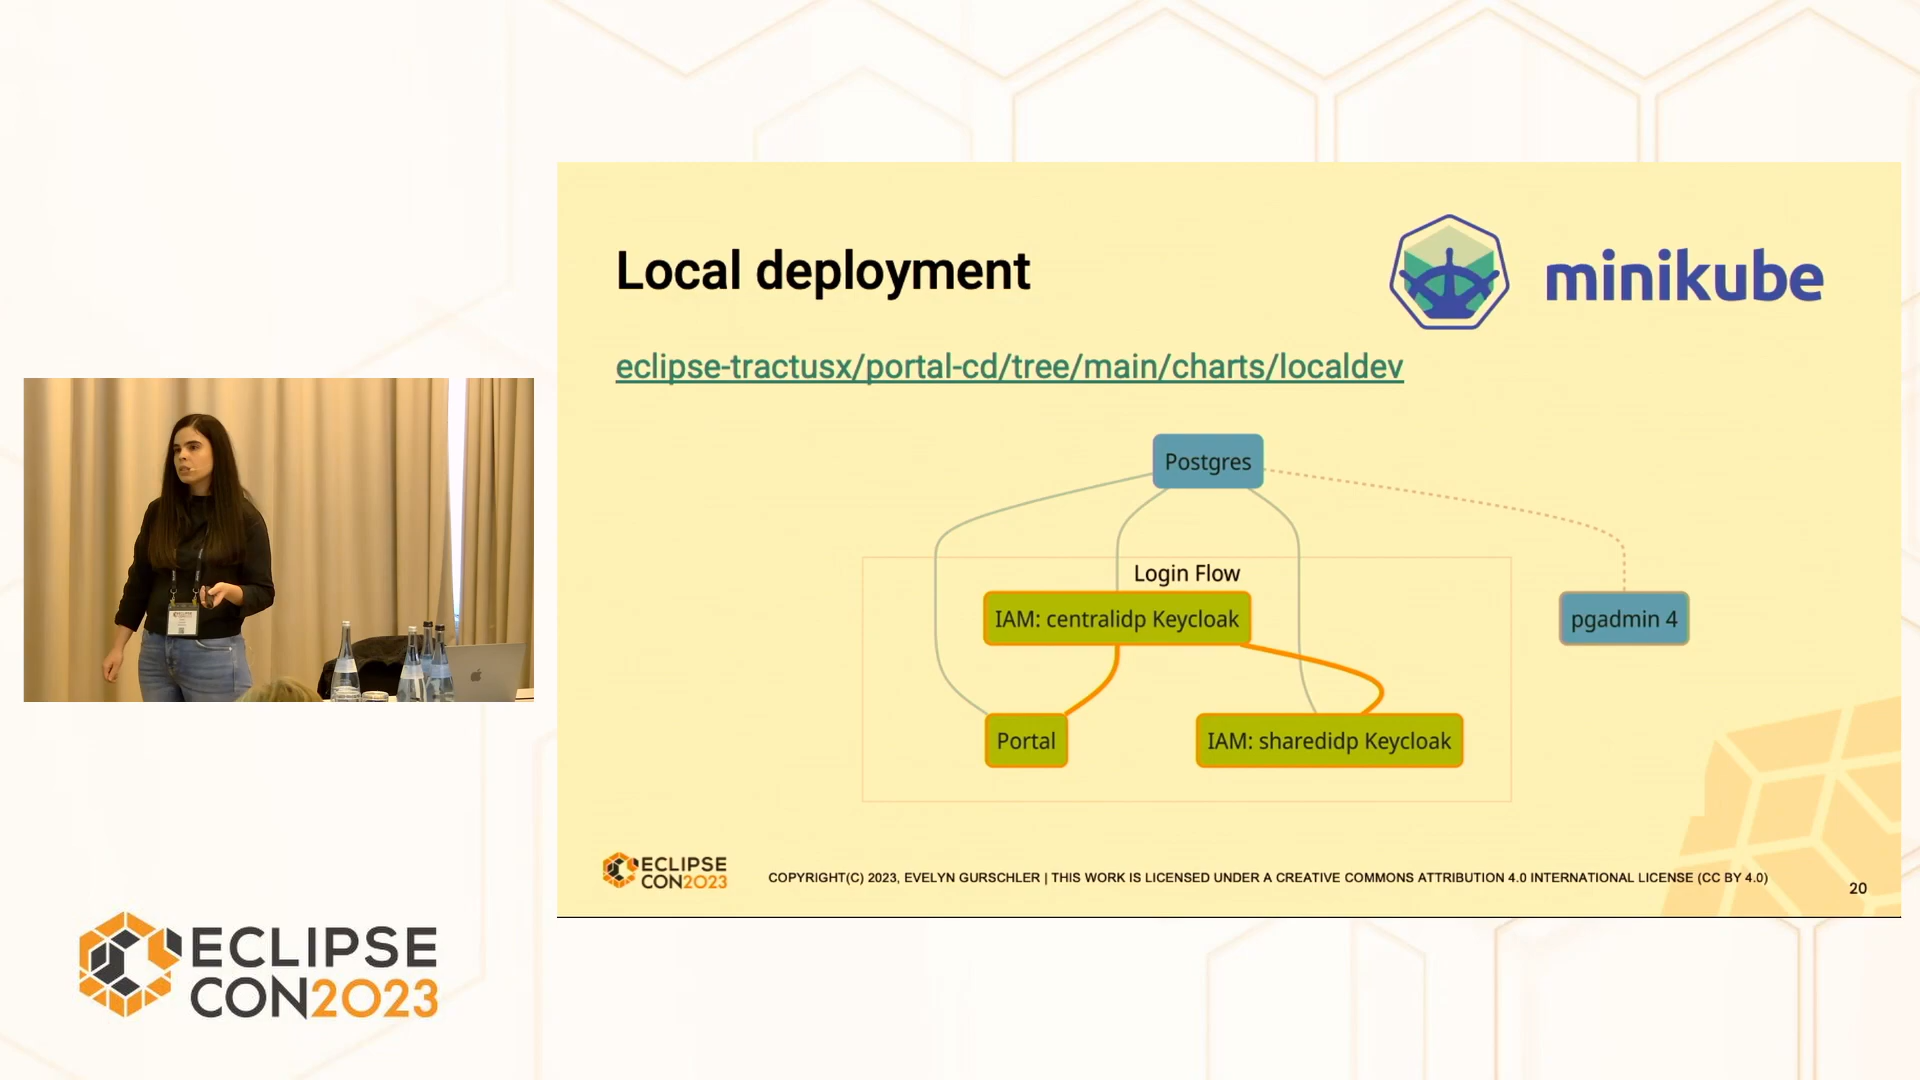 Local deployment
minikube
eclipse-tractusx/portal-cd/tree/main/charts/localdev
Postgres
Login Flow
IAM: centralidp Keycloak
pgadmin 4
Portal
IAM: sharedidp Keycloak
ECLIPSE
CON2023
COPYRIGHT(C) 2023, EVELYN GURSCHLER | THIS WORK IS LICENSED UNDER A CREATIVE COMMONS ATTRIBUTION 4.0 INTERNATIONAL LICENSE (CC BY 4.0)
20
ECLIPSE
CON2023